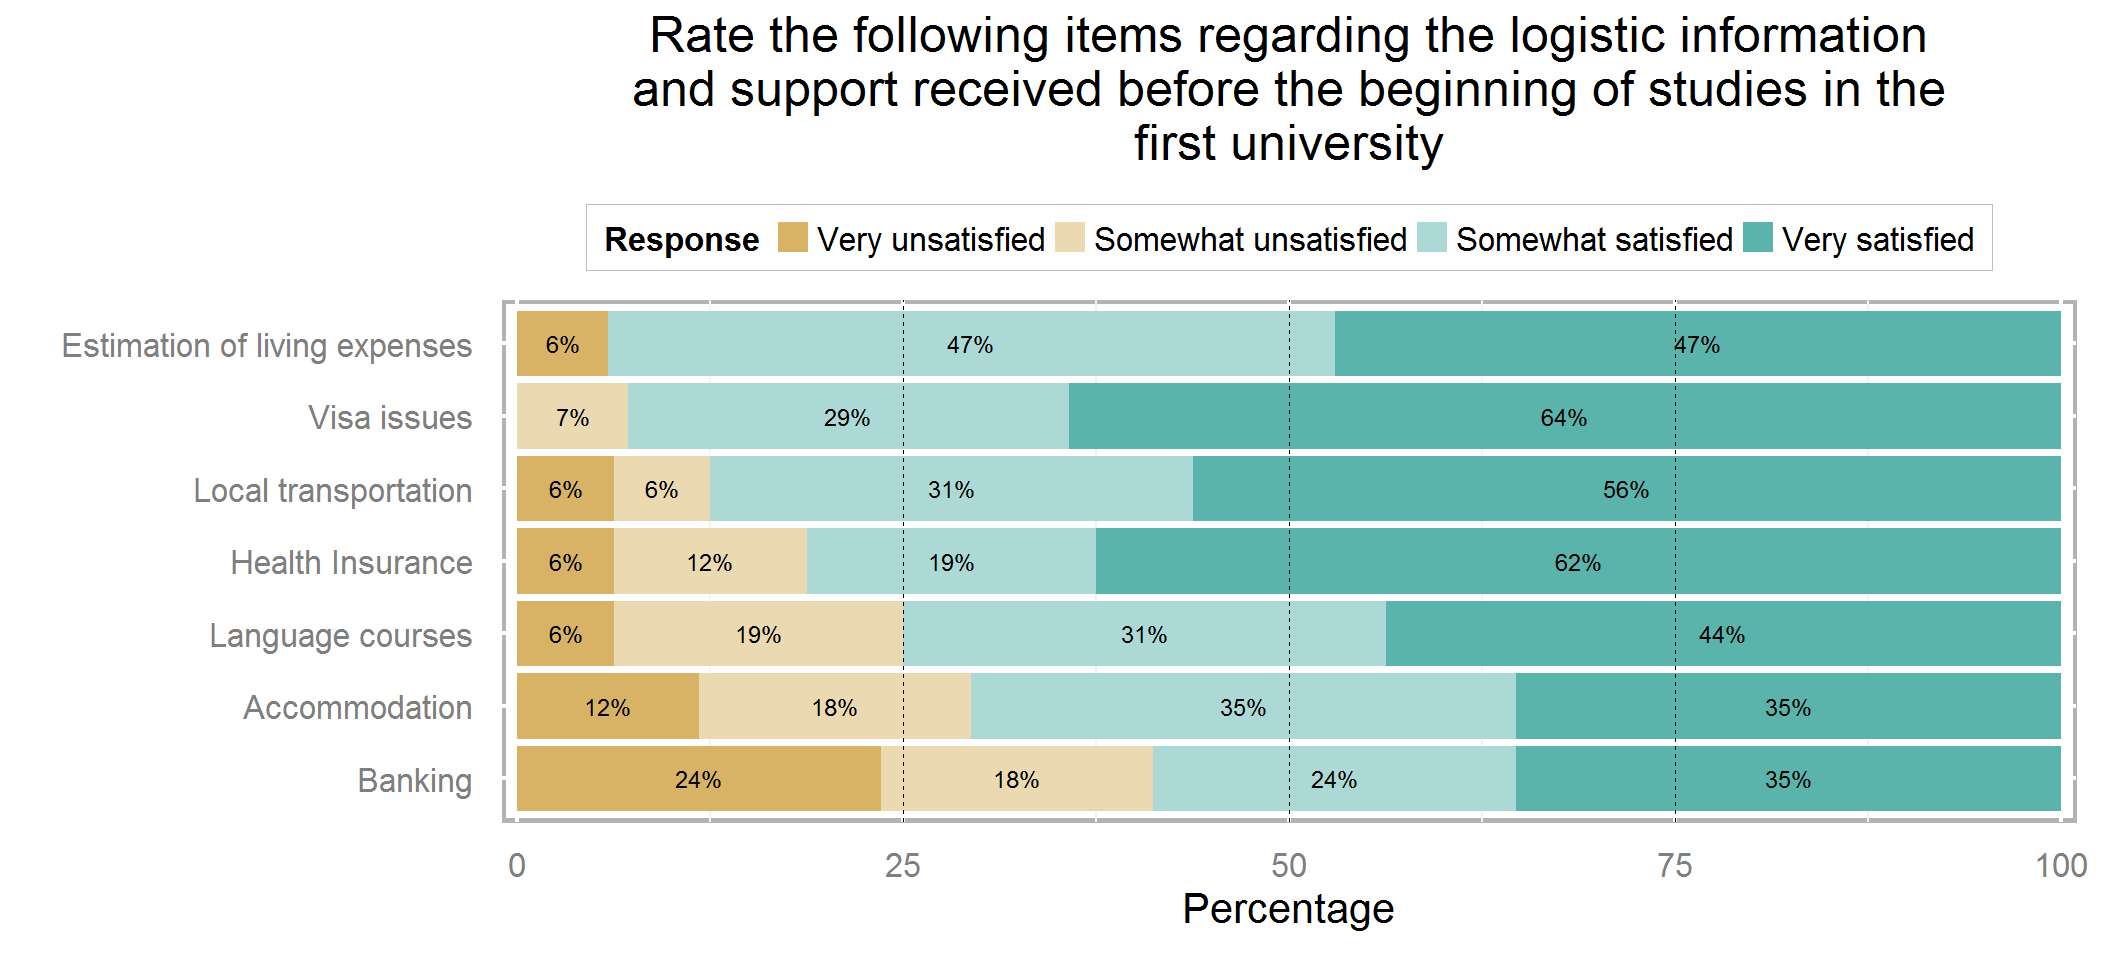 Rate the following items regarding the logistic information
and support received before the beginning of studies in the
first university
Response Very unsatisfied Somewhat unsatisfied Somewhat satisfied Very satisfied
Estimation of living expenses 6% 47% 47%
Visa issues 7% 29% 64%
Local transportation 6% 6% 31% 56%
Health Insurance 6% 12% 19% 62%
Language courses 6% 19% 31% 44%
Accommodation 12% 18% 35% 35%
Banking 24% 18% 24% 35%
0 25 50 75 100
Percentage